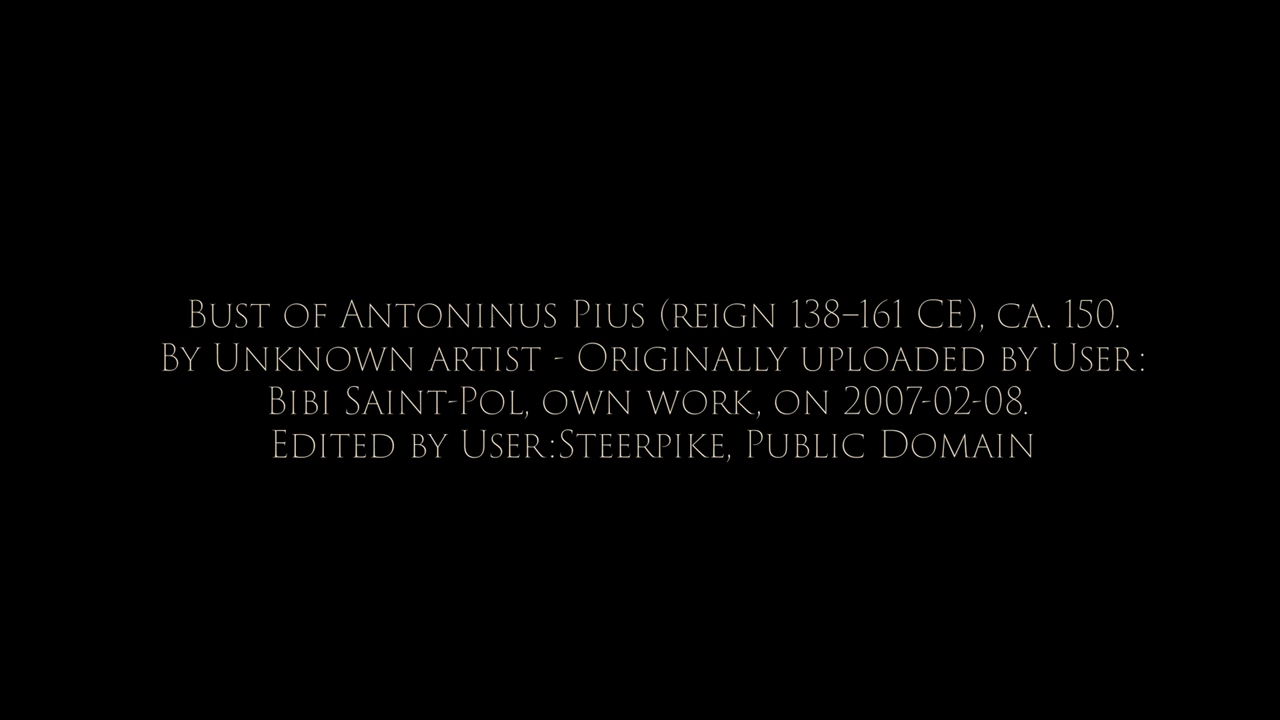 Bust of Antoninus Pius (reign 138–161 CE), ca. 150.
By Unknown artist - Originally uploaded by User:
Bibi Saint-Pol, own work, on 2007-02-08.
Edited by User:Steerpike, Public Domain